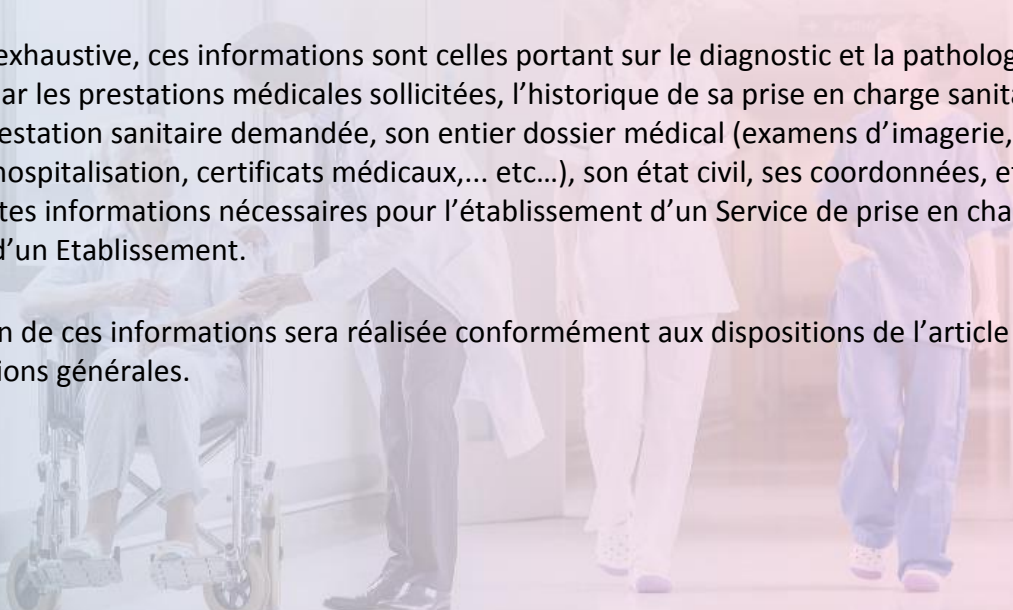 exhaustive, ces informations sont celles portant sur le diagnostic et la patholog
ar les prestations médicales sollicitées, l’historique de sa prise en charge sanita
estation sanitaire demandée, son entier dossier médical (examens d’imagerie,
hospitalisation, certificats médicaux,... etc…), son état civil, ses coordonnées, et
tes informations nécessaires pour l’établissement d’un Service de prise en cha
d’un Etablissement.
n de ces informations sera réalisée conformément aux dispositions de l’article
ions générales.